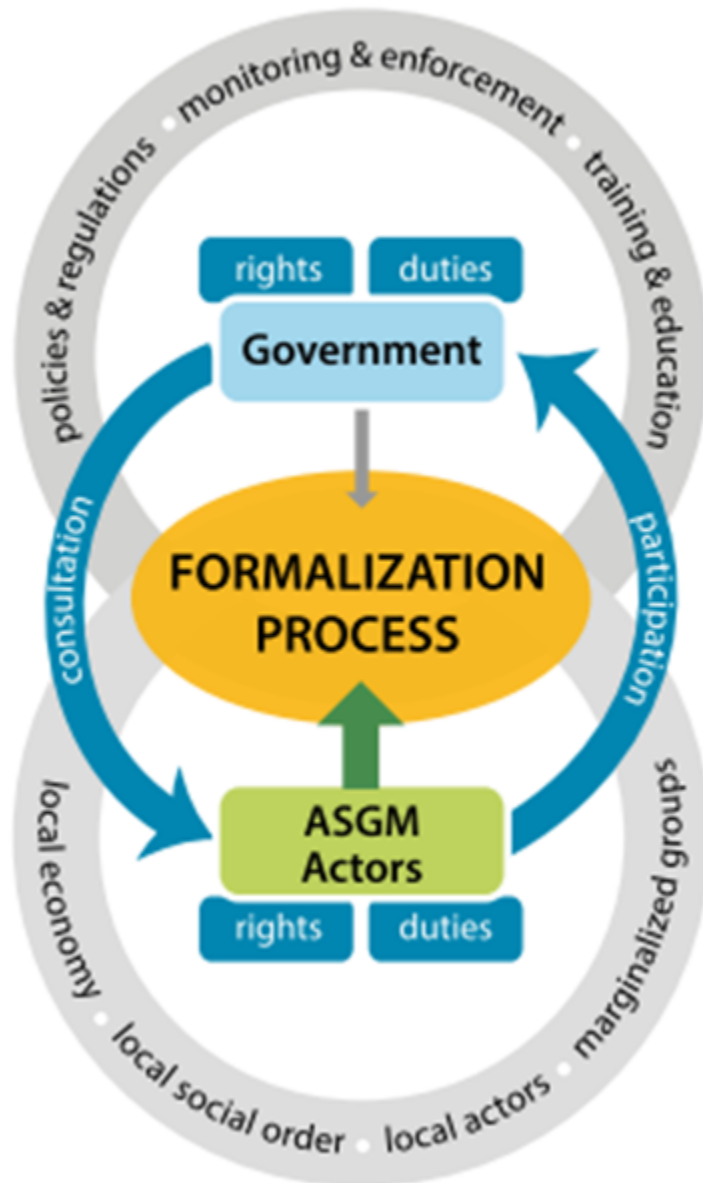 policies & regulations • monitoring & enforcement • training & education
rights
duties
Government
consultation
participation
FORMALIZATION
PROCESS
ASGM
Actors
rights
duties
local economy • local social order • local actors • marginalized groups